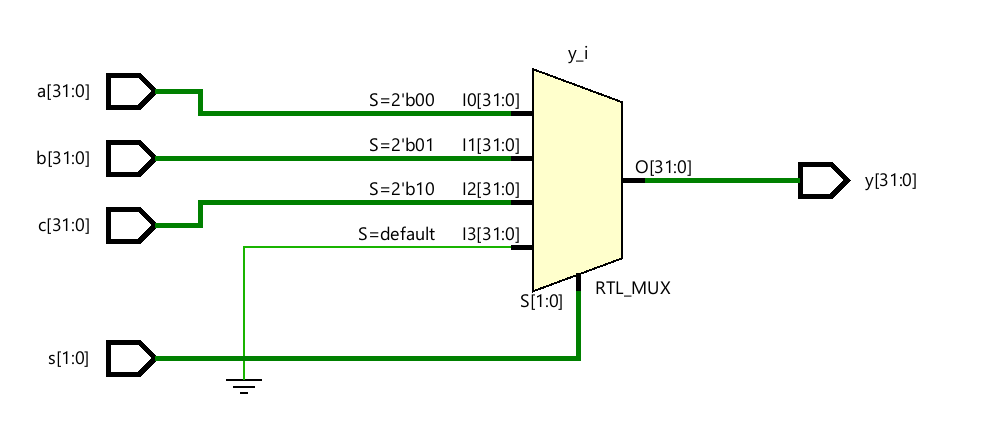 y_i
a[31:0]
S=2'b00 I0[31:0]
b[31:0]
S=2'b01 I1[31:0]
O[31:0]
y[31:0]
S=2'b10 I2[31:0]
c[31:0]
S=default I3[31:0]
S[1:0]
RTL_MUX
s[1:0]